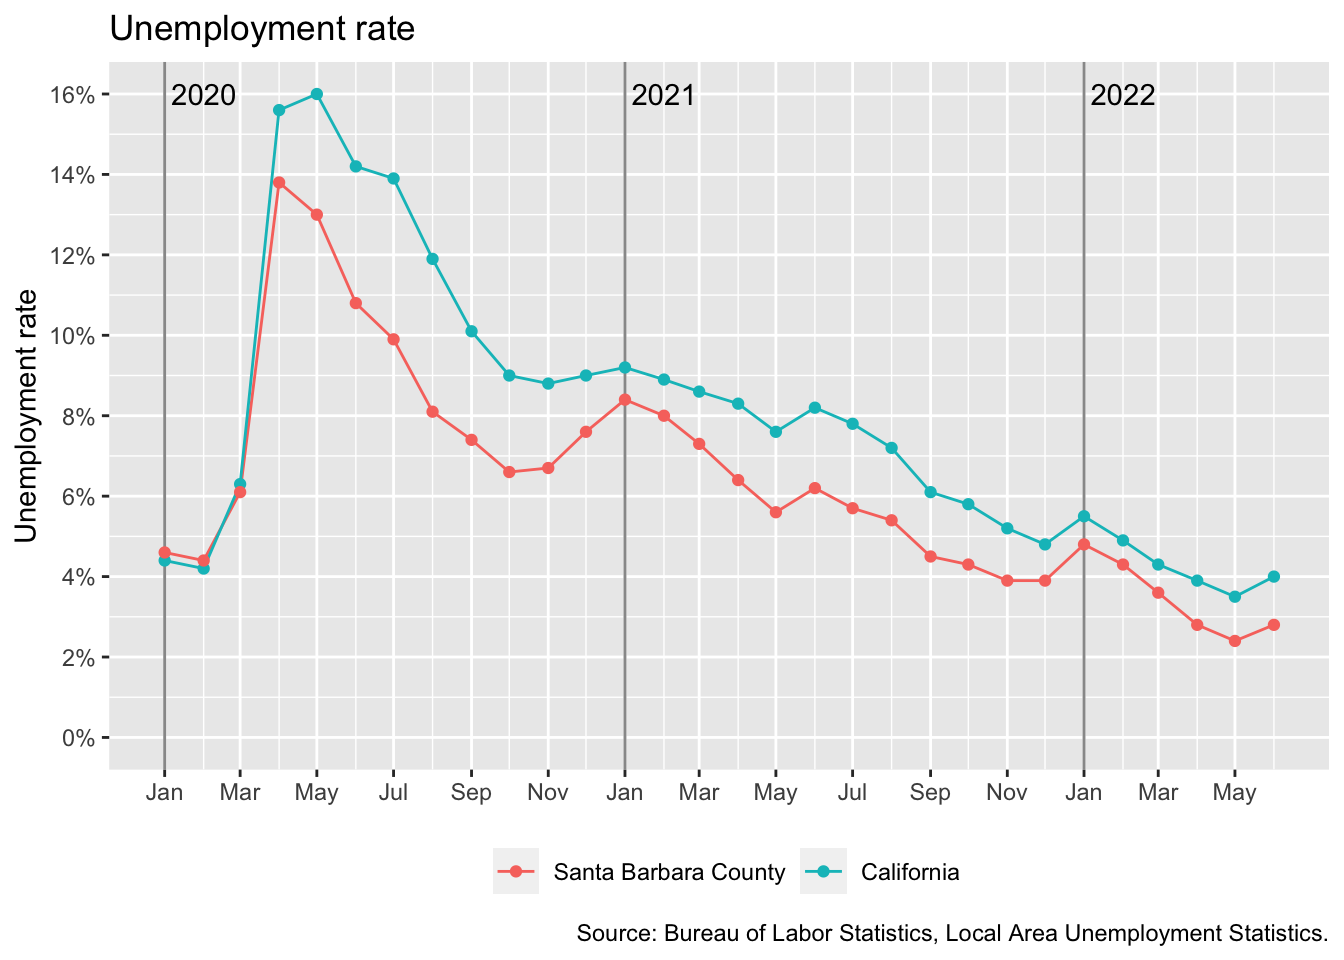 Unemployment rate
2020 2021 2022
16%
14%
12%
10%
8%
6%
4%
2%
0%
Unemployment rate
Jan Mar May Jul Sep Nov Jan Mar May Jul Sep Nov Jan Mar May
Santa Barbara County California
Source: Bureau of Labor Statistics, Local Area Unemployment Statistics.